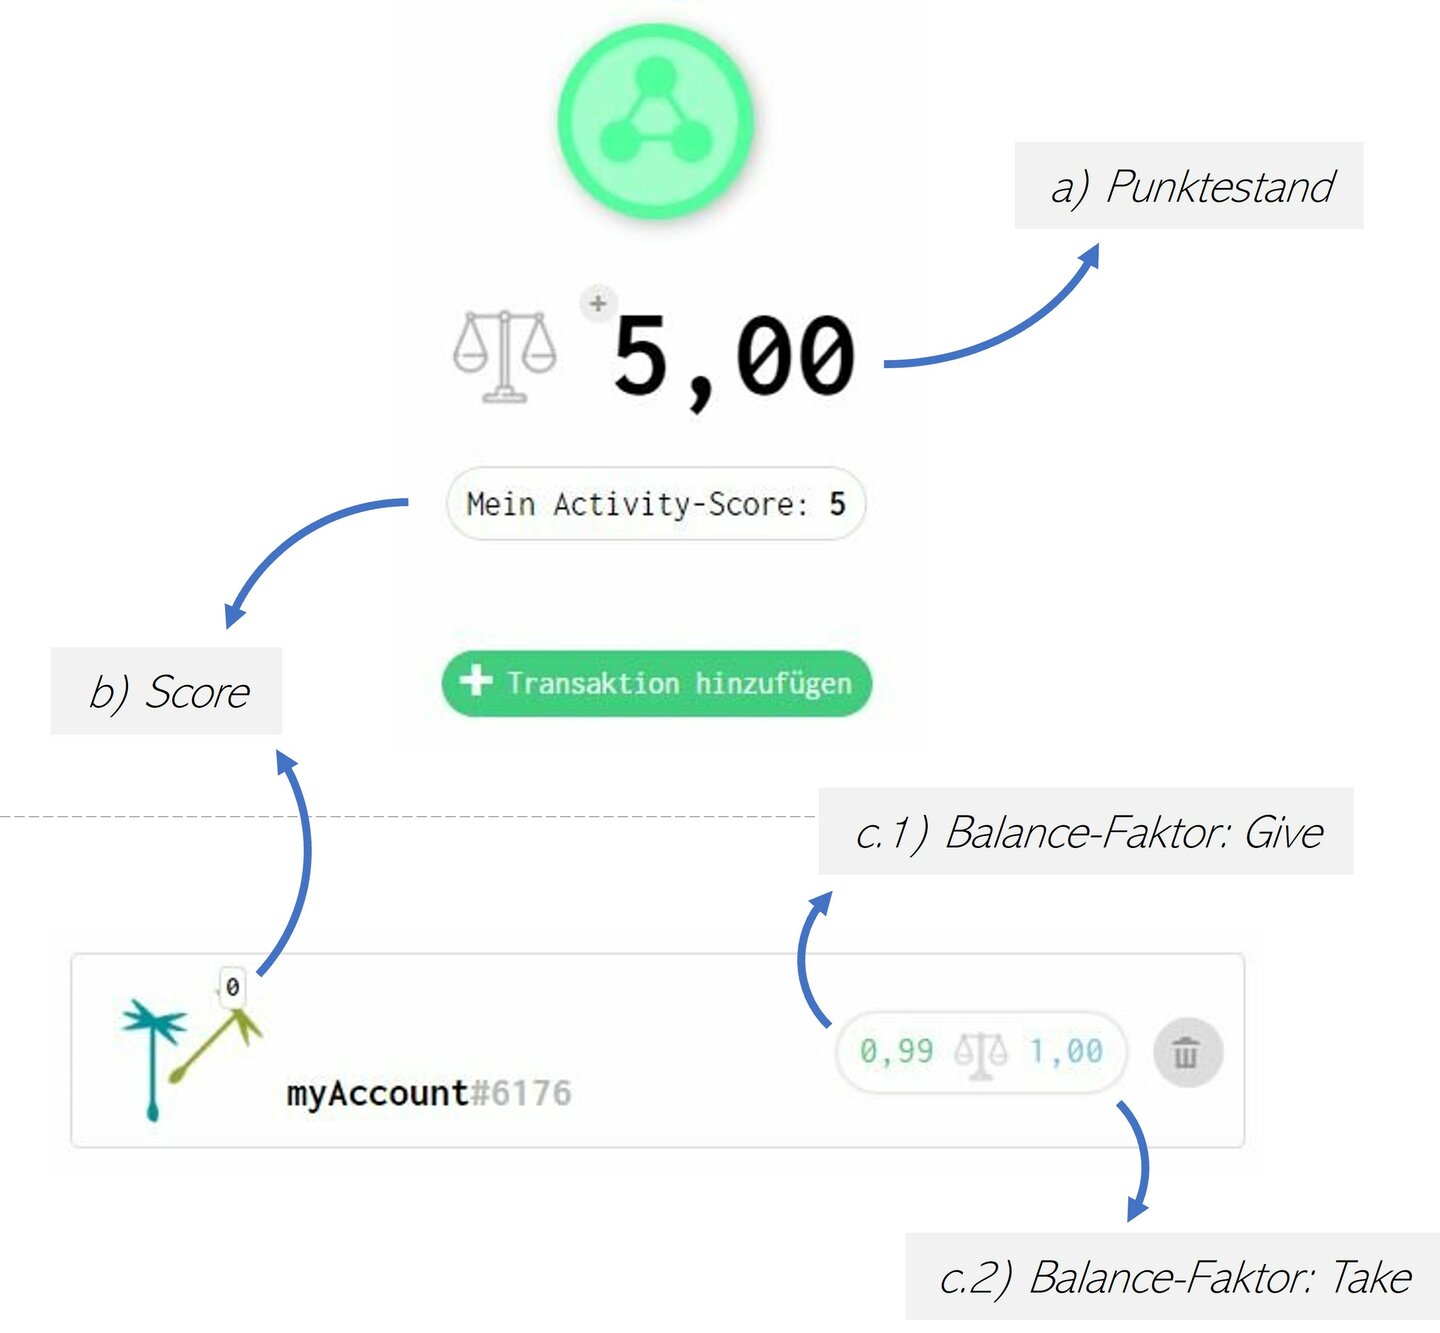 a) Punktestand
+
5,00
Mein Activity-Score: 5
b) Score
+ Transaktion hinzufügen
c.1) Balance-Faktor: Give
0
0,99 1,00
myAccount#6176
c.2) Balance-Faktor: Take